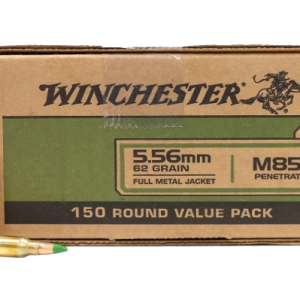 WINCHESTER
5.56mm
62 GRAIN
FULL METAL JACKET
M85
PENETRAT
150 ROUND VALUE PACK